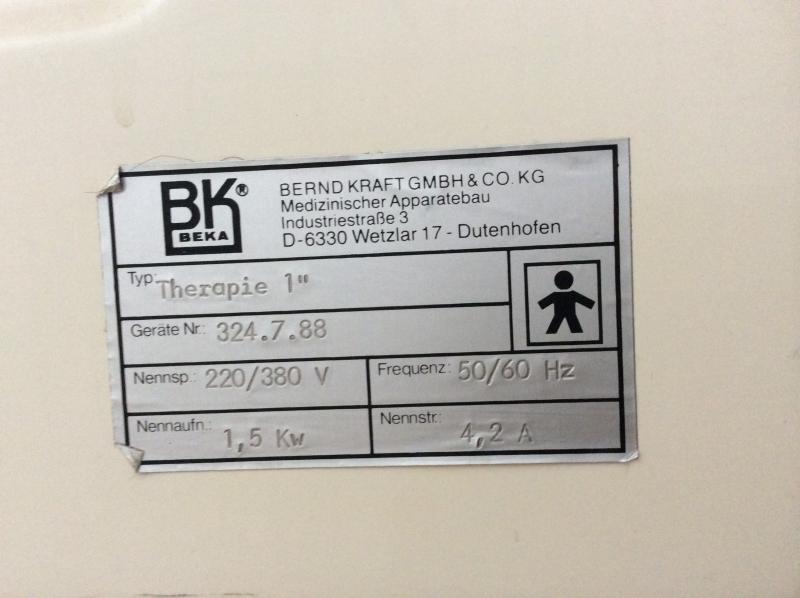 BK®
BEKA
BERND KRAFT GMBH & CO. KG
Medizinischer Apparatebau
Industriestraße 3
D-6330 Wetzlar 17 - Dutenhofen
Typ: Therapie 1"
Geräte Nr.: 324.7.88
Nennsp.: 220/380 V
Frequenz: 50/60 Hz
Nennaufn.: 1,5 Kw
Nennstr.: 4,2 A